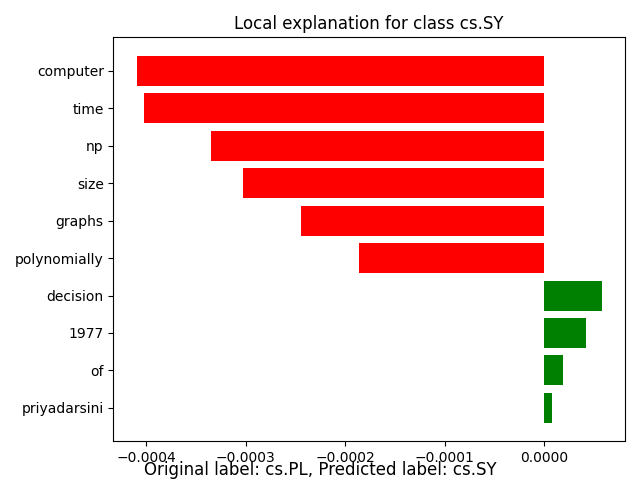 Local explanation for class cs.SY
computer
time
np
size
graphs
polynomially
decision
1977
of
priyadarsini
−0.0004 −0.0003 −0.0002 −0.0001 0.0000
Original label: cs.PL, Predicted label: cs.SY